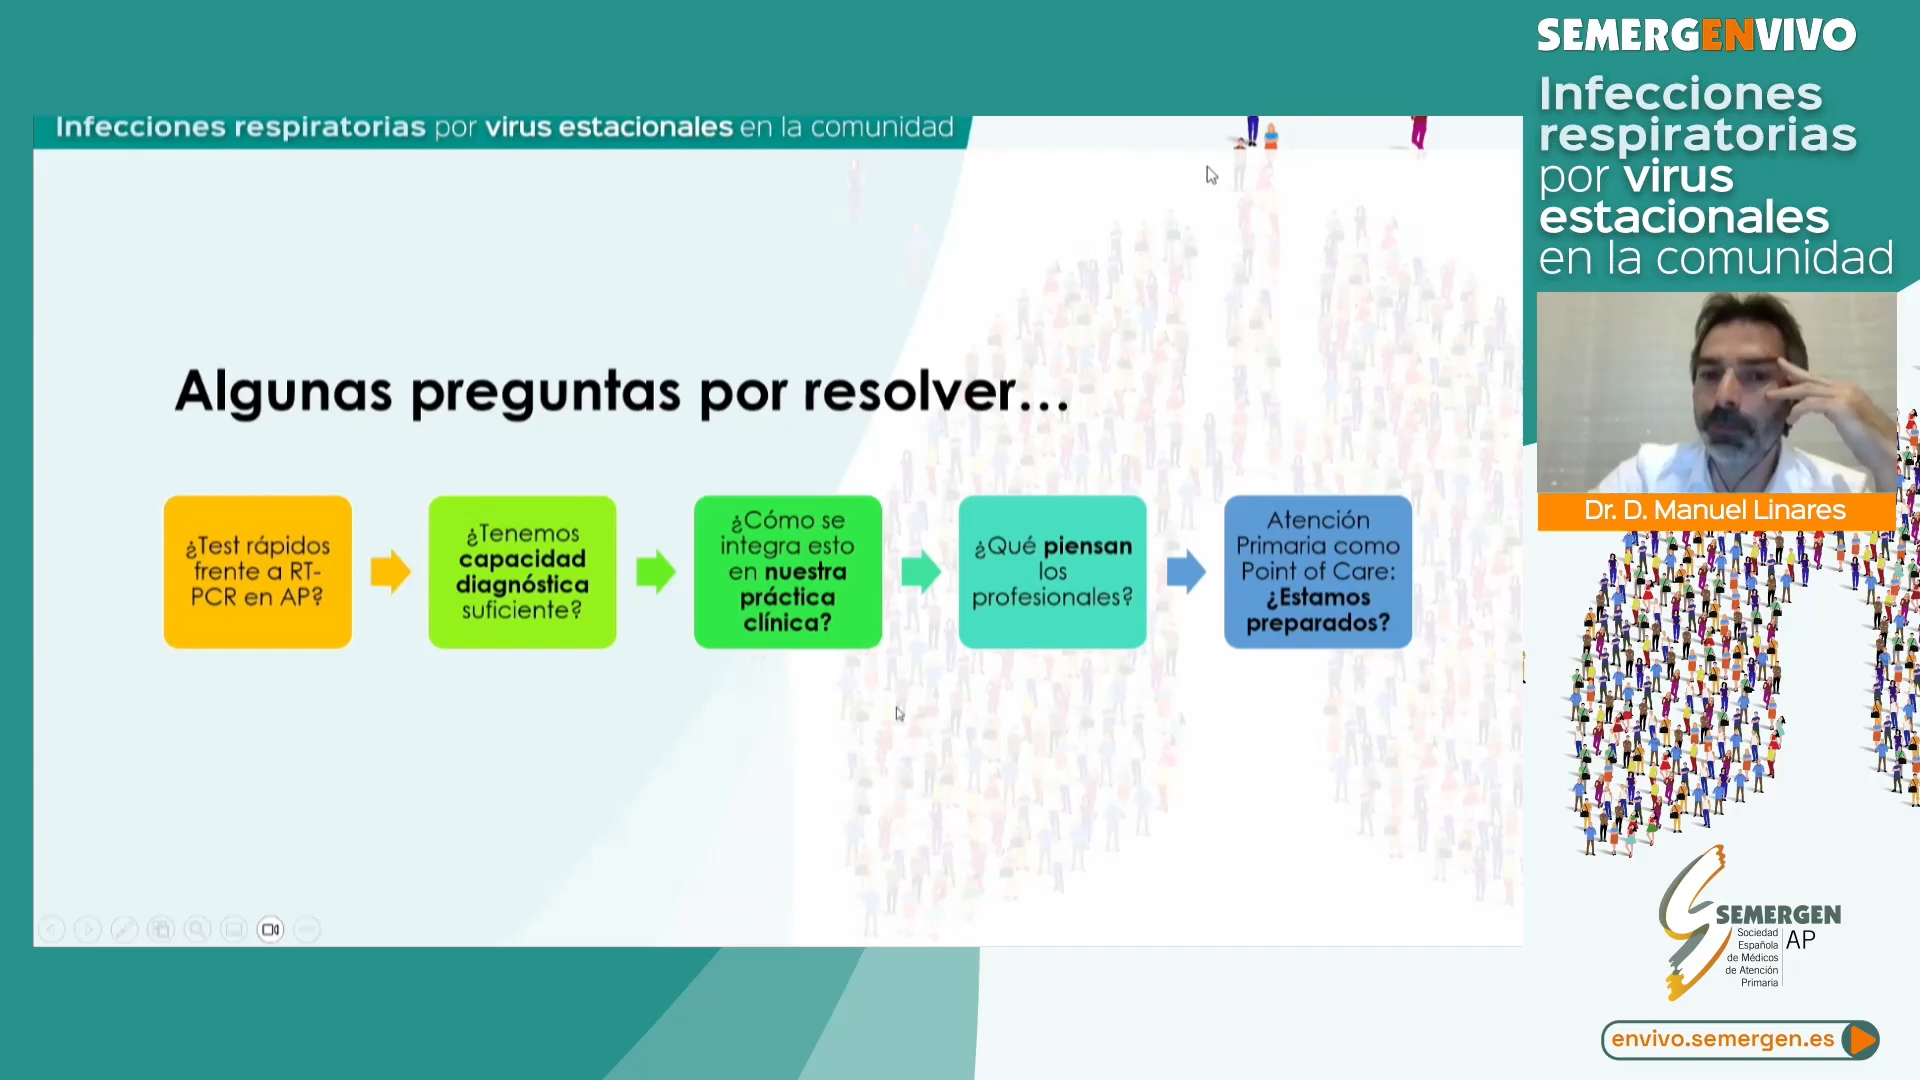 Infecciones respiratorias por virus estacionales en la comunidad
Algunas preguntas por resolver...
¿Test rápidos
frente a RT-
PCR en AP?
¿Tenemos
capacidad
diagnóstica
suficiente?
¿Cómo se
integra esto
en nuestra
práctica
clínica?
¿Qué piensan
los
profesionales?
Atención
Primaria como
Point of Care:
¿Estamos
preparados?
SEMERGENVIVO
Infecciones
respiratorias
por virus
estacionales
en la comunidad
Dr. D. Manuel Linares
SEMERGEN
Sociedad
Española
de Médicos
de Atención
Primaria
AP
envivo.semergen.es